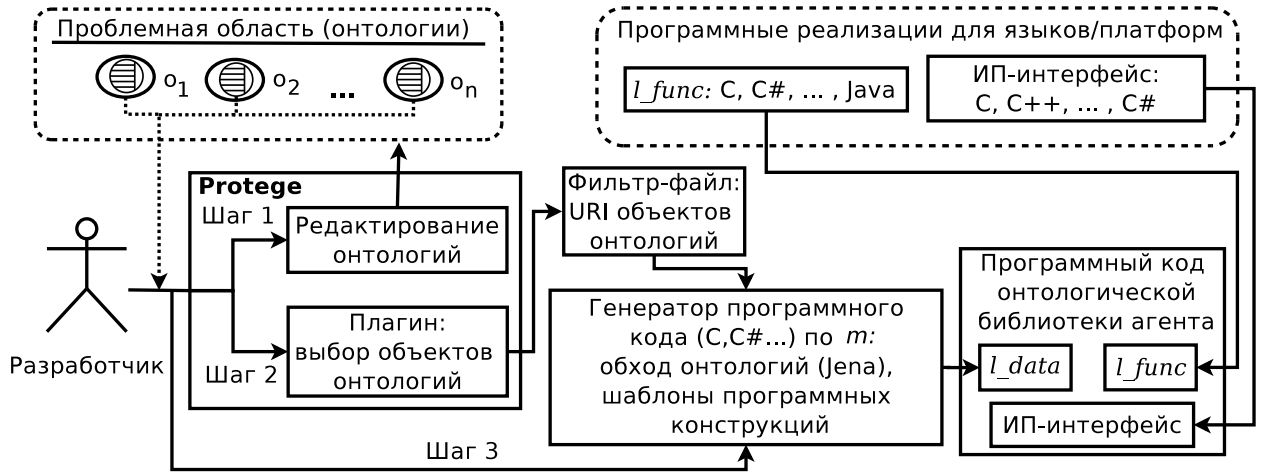 Проблемная область (онтологии)
o1
o2
...
on
Программные реализации для языков/платформ
l_func: C, C#, ... , Java
ИП-интерфейс:
C, C++, ... , C#
Protege
Шаг 1
Редактирование
онтологий
Фильтр-файл:
URI объектов
онтологий
Разработчик
Шаг 2
Плагин:
выбор объектов
онтологий
Генератор программного
кода (C,C#...) по m:
обход онтологий (Jena),
шаблоны программных
конструкций
Программный код
онтологической
библиотеки агента
l_data
l_func
ИП-интерфейс
Шаг 3